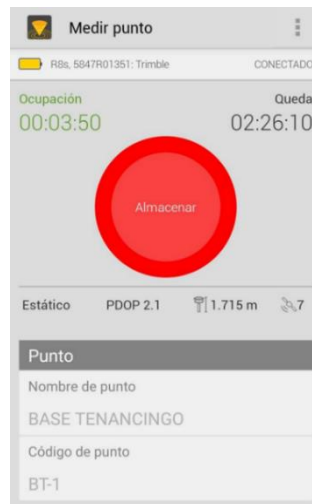 Medir punto
R8s, 5847R01351: Trimble CONECTADO
Ocupación Queda
00:03:50 02:26:10
Almacenar
Estático PDOP 2.1 1.715 m 7
Punto
Nombre de punto
BASE TENANCINGO
Código de punto
BT-1